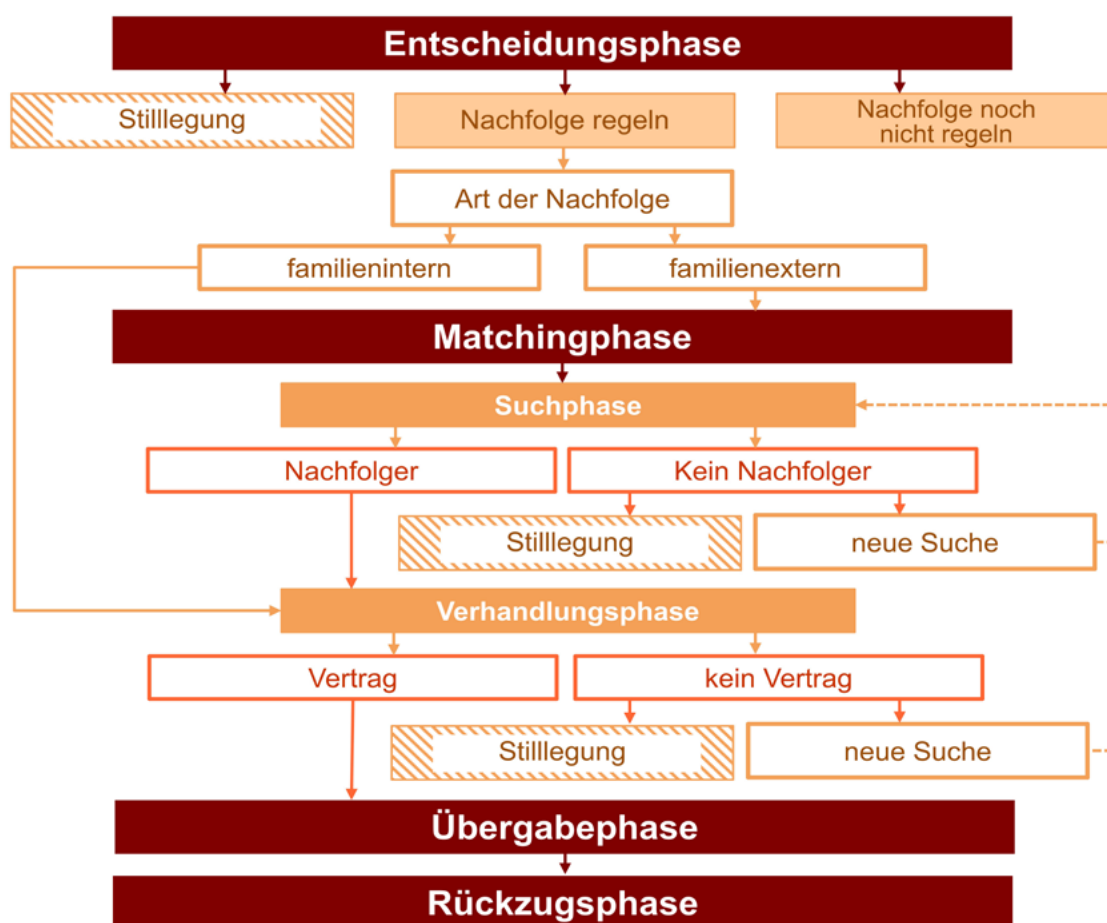 Entscheidungsphase
Stilllegung
Nachfolge regeln
Nachfolge noch
nicht regeln
Art der Nachfolge
familienintern
familienextern
Matchingphase
Suchphase
Nachfolger
Kein Nachfolger
Stilllegung
neue Suche
Verhandlungsphase
Vertrag
kein Vertrag
Stilllegung
neue Suche
Übergabephase
Rückzugsphase